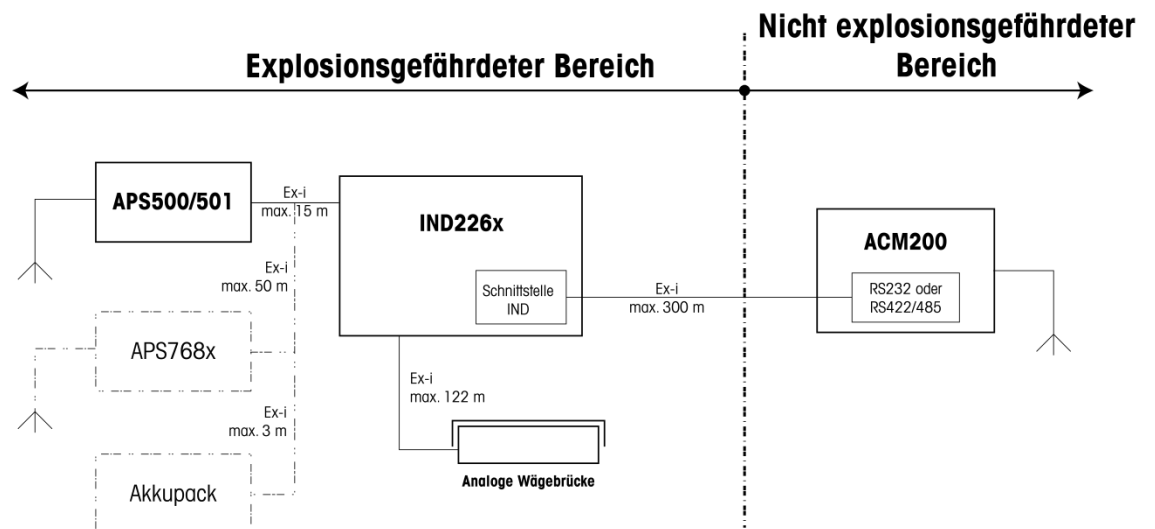 Explosionsgefährdeter Bereich
Nicht explosionsgefährdeter
Bereich
APS500/501
Ex-i
max. 15 m
IND226x
Schnittstelle
IND
Ex-i
max. 300 m
ACM200
RS232 oder
RS422/485
Ex-i
max. 50 m
APS768x
Ex-i
max. 122 m
Ex-i
max. 3 m
Analoge Wägebrücke
Akkupack